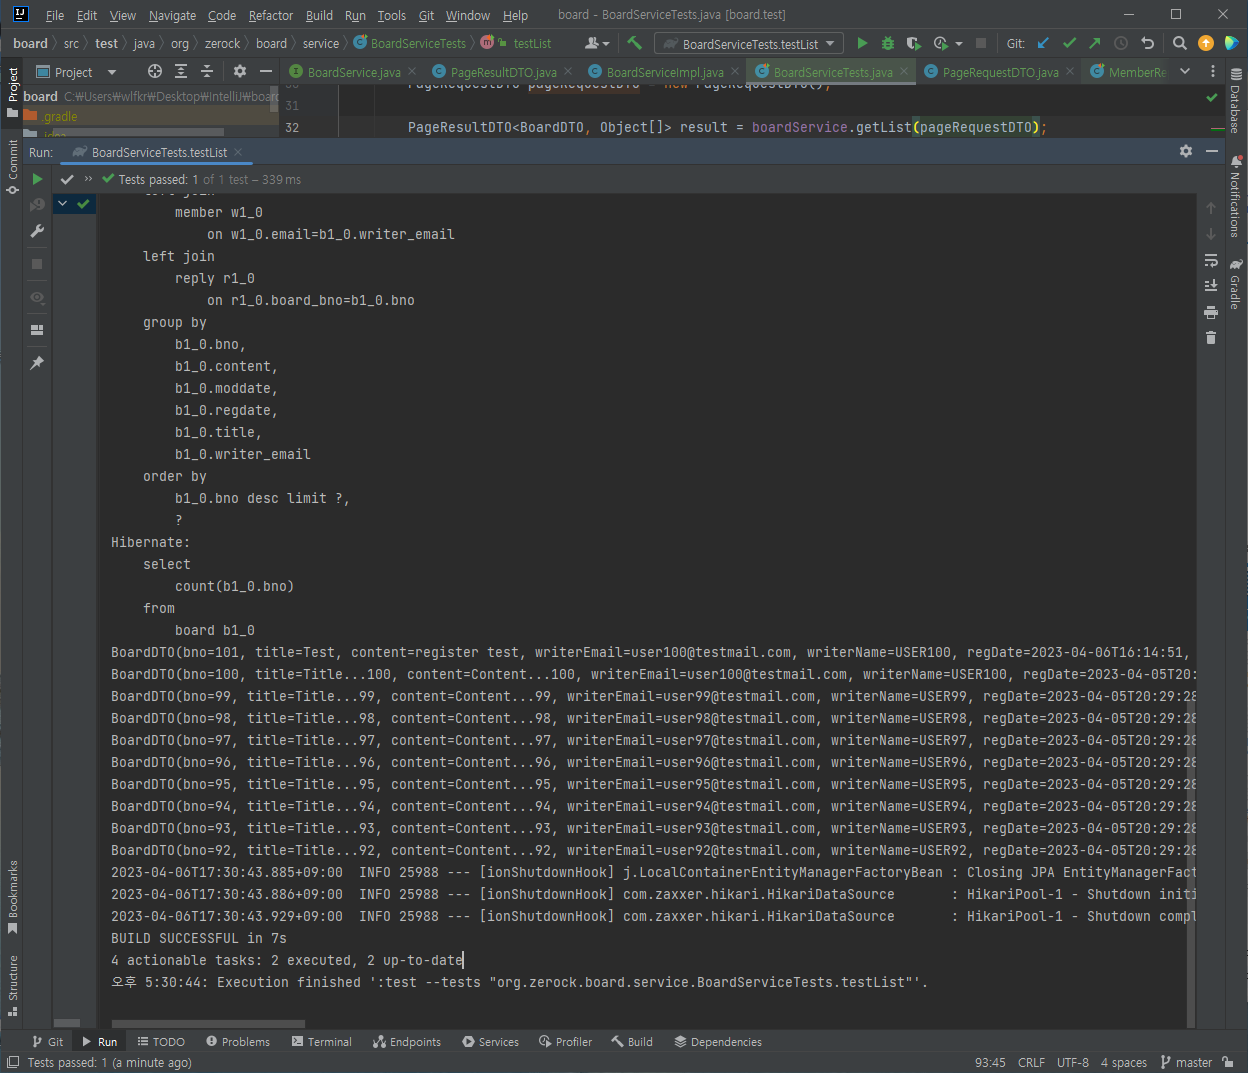 File Edit View Navigate Code Refactor Build Run Tools Git Window Help board - BoardServiceTests.java [board.test]
board src test java org zerock board service BoardServiceTests testList BoardServiceTests.testList Git:
Project BoardService.java PageResultDTO.java BoardServiceImpl.java BoardServiceTests.java PageRequestDTO.java MemberRe
board C:₩Users₩wlfkr₩Desktop₩IntelliJ₩board
.gradle
31
32 PageResultDTO<BoardDTO, Object[]> result = boardService.getList(pageRequestDTO);
Run: BoardServiceTests.testList
Tests passed: 1 of 1 test – 339 ms
left join
member w1_0
on w1_0.email=b1_0.writer_email
left join
reply r1_0
on r1_0.board_bno=b1_0.bno
group by
b1_0.bno,
b1_0.content,
b1_0.moddate,
b1_0.regdate,
b1_0.title,
b1_0.writer_email
order by
b1_0.bno desc limit ?,
?
Hibernate:
select
count(b1_0.bno)
from
board b1_0
BoardDTO(bno=101, title=Test, content=register test, writerEmail=user100@testmail.com, writerName=USER100, regDate=2023-04-06T16:14:51,
BoardDTO(bno=100, title=Title...100, content=Content...100, writerEmail=user100@testmail.com, writerName=USER100, regDate=2023-04-05T20:
BoardDTO(bno=99, title=Title...99, content=Content...99, writerEmail=user99@testmail.com, writerName=USER99, regDate=2023-04-05T20:29:28
BoardDTO(bno=98, title=Title...98, content=Content...98, writerEmail=user98@testmail.com, writerName=USER98, regDate=2023-04-05T20:29:28
BoardDTO(bno=97, title=Title...97, content=Content...97, writerEmail=user97@testmail.com, writerName=USER97, regDate=2023-04-05T20:29:28
BoardDTO(bno=96, title=Title...96, content=Content...96, writerEmail=user96@testmail.com, writerName=USER96, regDate=2023-04-05T20:29:28
BoardDTO(bno=95, title=Title...95, content=Content...95, writerEmail=user95@testmail.com, writerName=USER95, regDate=2023-04-05T20:29:28
BoardDTO(bno=94, title=Title...94, content=Content...94, writerEmail=user94@testmail.com, writerName=USER94, regDate=2023-04-05T20:29:28
BoardDTO(bno=93, title=Title...93, content=Content...93, writerEmail=user93@testmail.com, writerName=USER93, regDate=2023-04-05T20:29:28
BoardDTO(bno=92, title=Title...92, content=Content...92, writerEmail=user92@testmail.com, writerName=USER92, regDate=2023-04-05T20:29:28
2023-04-06T17:30:43.885+09:00 INFO 25988 --- [ionShutdownHook] j.LocalContainerEntityManagerFactoryBean : Closing JPA EntityManagerFact
2023-04-06T17:30:43.886+09:00 INFO 25988 --- [ionShutdownHook] com.zaxxer.hikari.HikariDataSource : HikariPool-1 - Shutdown initi
2023-04-06T17:30:43.929+09:00 INFO 25988 --- [ionShutdownHook] com.zaxxer.hikari.HikariDataSource : HikariPool-1 - Shutdown compl
BUILD SUCCESSFUL in 7s
4 actionable tasks: 2 executed, 2 up-to-date
오후 5:30:44: Execution finished ':test --tests "org.zerock.board.service.BoardServiceTests.testList"'.
Git Run TODO Problems Terminal Endpoints Services Profiler Build Dependencies
Tests passed: 1 (a minute ago) 93:45 CRLF UTF-8 4 spaces master
Project
Commit
Bookmarks
Structure
Database
Notifications
Gradle